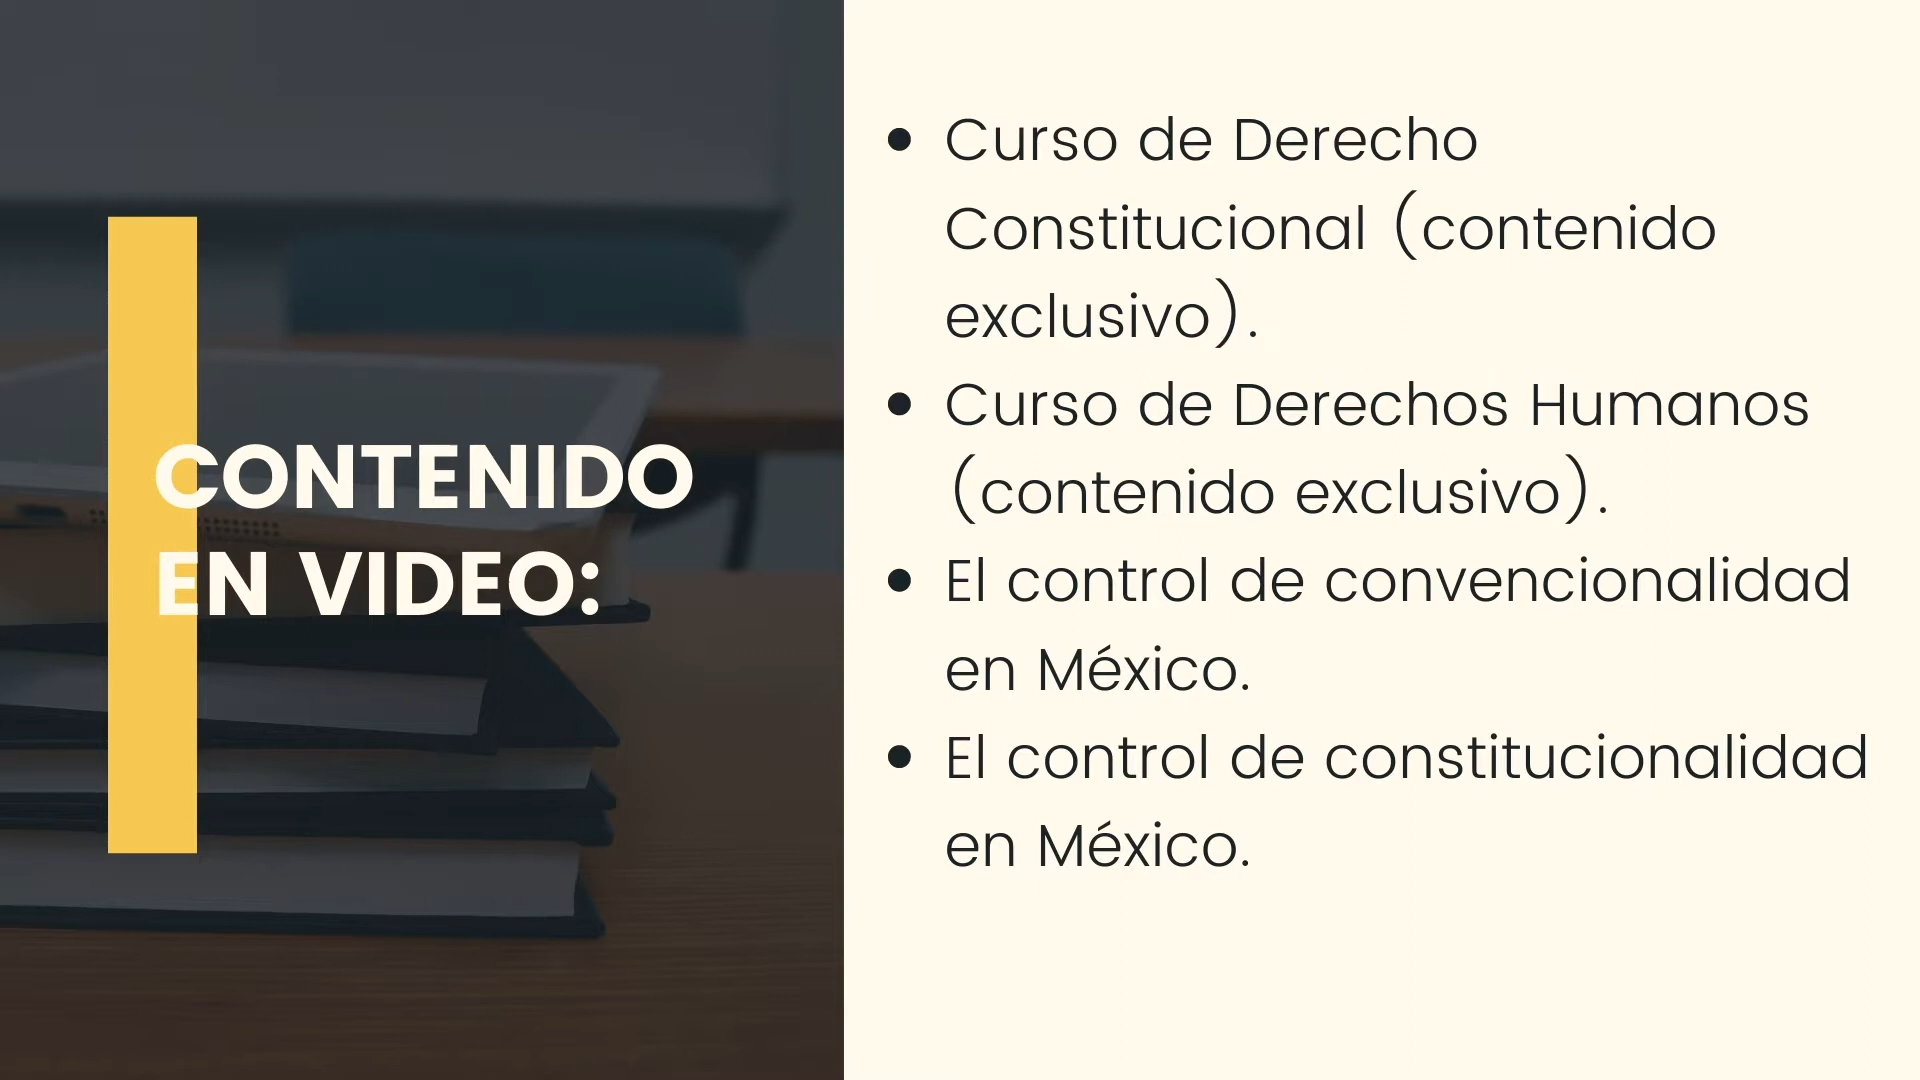 CONTENIDO
EN VIDEO:
• Curso de Derecho
Constitucional (contenido
exclusivo).
• Curso de Derechos Humanos
(contenido exclusivo).
• El control de convencionalidad
en México.
• El control de constitucionalidad
en México.